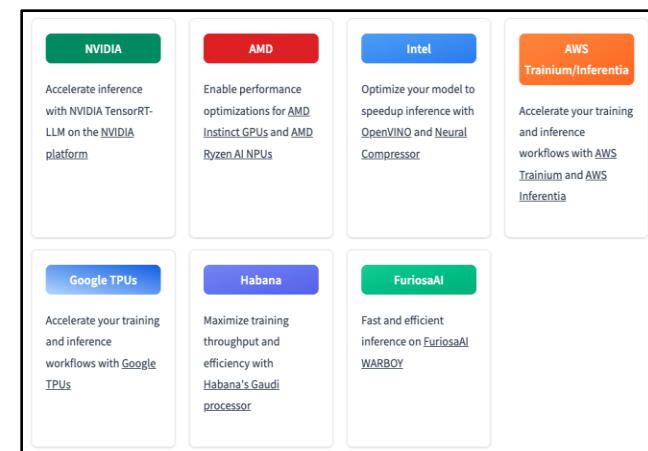 NVIDIA
Accelerate inference
with NVIDIA TensorRT-
LLM on the NVIDIA
platform
AMD
Enable performance
optimizations for AMD
Instinct GPUs and AMD
Ryzen AI NPUs
Intel
Optimize your model to
speedup inference with
OpenVINO and Neural
Compressor
AWS
Trainium/Inferentia
Accelerate your training
and inference
workflows with AWS
Trainium and AWS
Inferentia
Google TPUs
Accelerate your training
and inference
workflows with Google
TPUs
Habana
Maximize training
throughput and
efficiency with
Habana's Gaudi
processor
FuriosaAI
Fast and efficient
inference on FuriosaAI
WARBOY